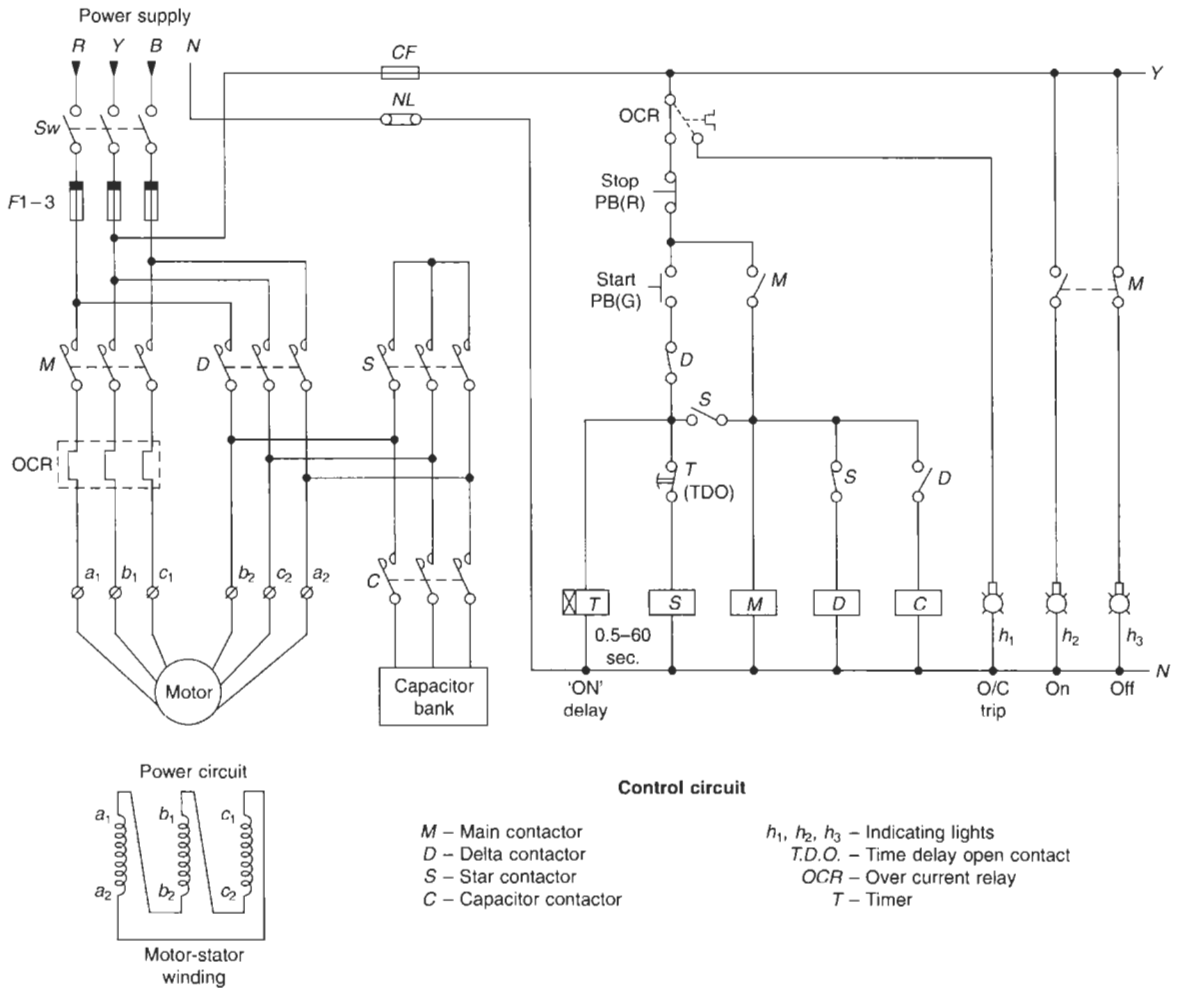 Power supply
R Y B N
CF
Y
NL
OCR
Sw
Stop
PB(R)
F1–3
Start
PB(G)
M
M
D
M
D
S
S
OCR
T
(TDO)
S
D
a1 b1 c1 b2 c2 a2
C
T S M D C
0.5–60
sec.
h1 h2 h3
Motor
Capacitor
bank
N
'ON'
delay
O/C
trip
On
Off
Power circuit
Control circuit
a1 b1 c1
a2 b2 c2
Motor-stator
winding
M – Main contactor
D – Delta contactor
S – Star contactor
C – Capacitor contactor
h1, h2, h3 – Indicating lights
T.D.O. – Time delay open contact
OCR – Over current relay
T – Timer